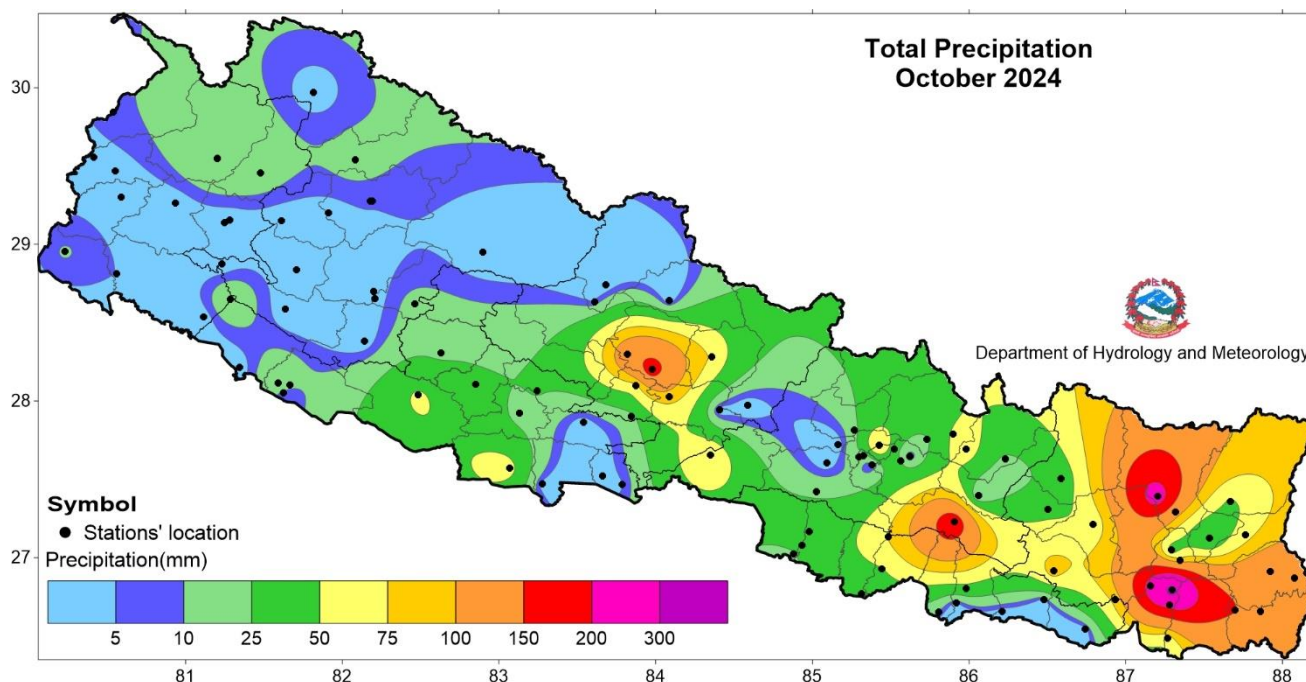 Total Precipitation
October 2024
30
29
28
27
Department of Hydrology and Meteorology
Symbol
Stations' location
Precipitation(mm)
5 10 25 50 75 100 150 200 300
81 82 83 84 85 86 87 88